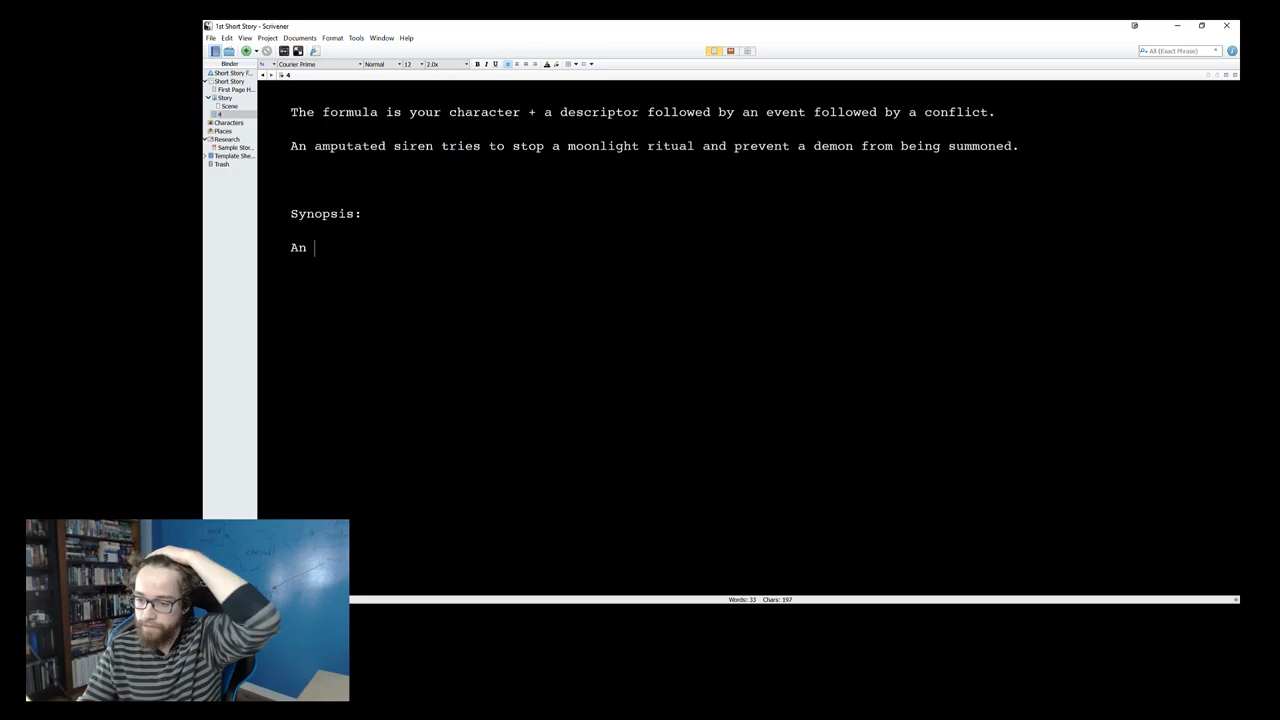 1st Short Story - Scrivener
File Edit View Project Documents Format Tools Window Help
All (Exact Phrase)
Binder
Courier Prime Normal 12 2.0x B I U A
Short Story F...
Short Story
First Page H...
Story
Scene
4
Characters
Places
Research
Sample Stor...
Template She...
Trash
4
The formula is your character + a descriptor followed by an event followed by a conflict.
An amputated siren tries to stop a moonlight ritual and prevent a demon from being summoned.
Synopsis:
An
Words: 33 Chars: 197